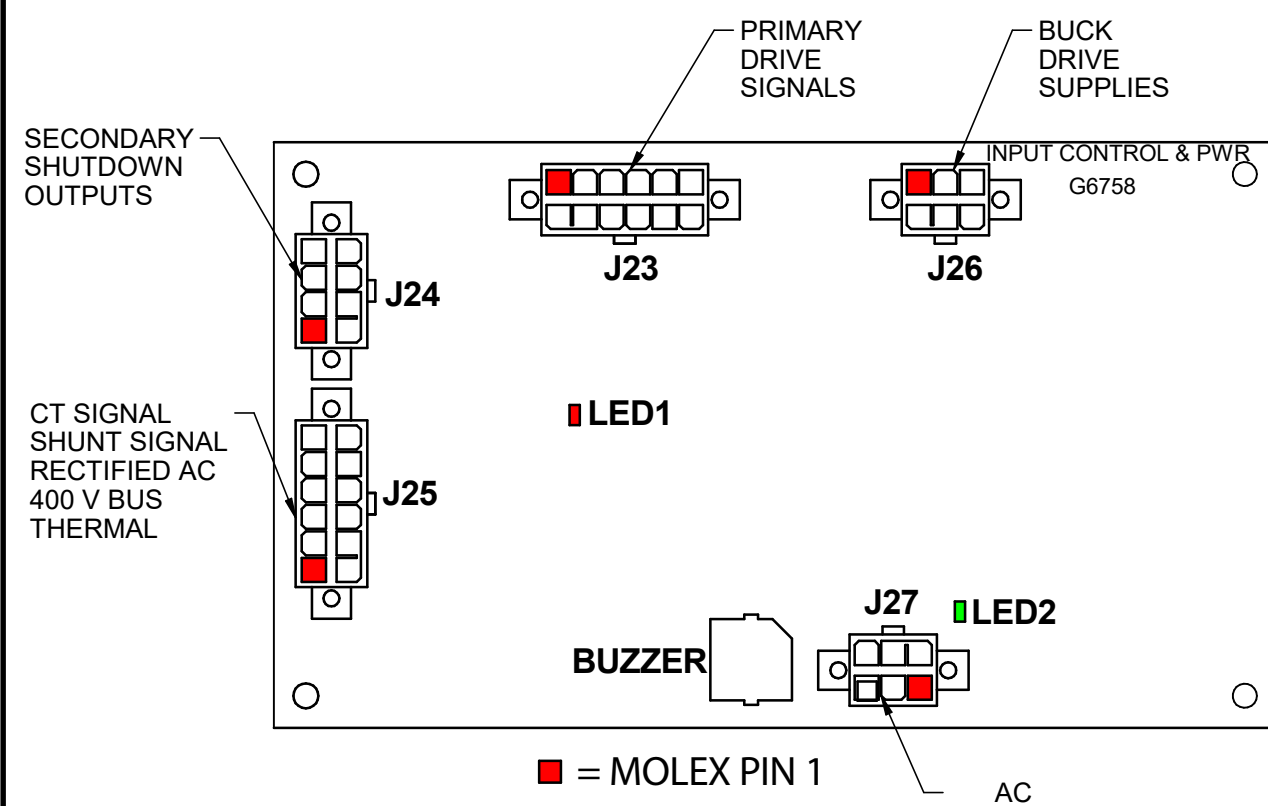 PRIMARY
DRIVE
SIGNALS
BUCK
DRIVE
SUPPLIES
SECONDARY
SHUTDOWN
OUTPUTS
INPUT CONTROL & PWR
G6758
J23
J26
J24
CT SIGNAL
SHUNT SIGNAL
RECTIFIED AC
400 V BUS
THERMAL
LED1
J25
J27
LED2
BUZZER
= MOLEX PIN 1
AC